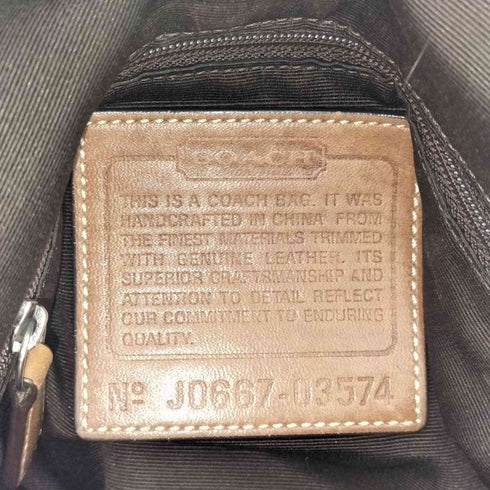 COACH
THIS IS A COACH BAG. IT WAS
HANDCRAFTED IN CHINA FROM
THE FINEST MATERIALS TRIMMED
WITH GENUINE LEATHER. ITS
SUPERIOR CRAFTSMANSHIP AND
ATTENTION TO DETAIL REFLECT
OUR COMMITMENT TO ENDURING
QUALITY.
Nº J0667-03574